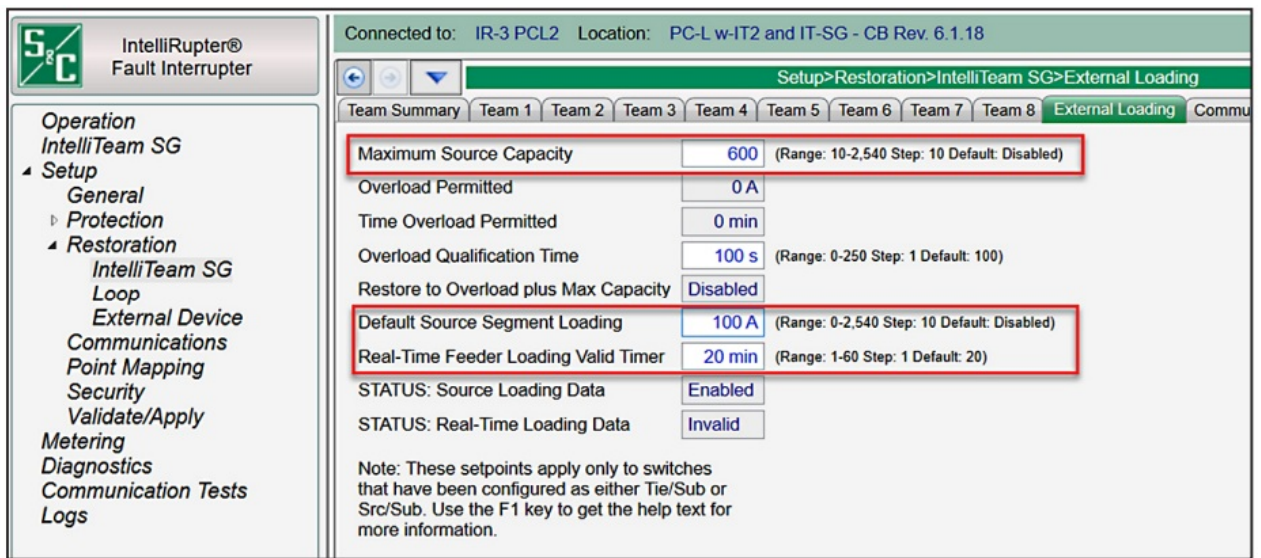 S&C
IntelliRupter®
Fault Interrupter
Operation
IntelliTeam SG
Setup
General
Protection
Restoration
IntelliTeam SG
Loop
External Device
Communications
Point Mapping
Security
Validate/Apply
Metering
Diagnostics
Communication Tests
Logs
Connected to: IR-3 PCL2 Location: PC-L w-IT2 and IT-SG - CB Rev. 6.1.18
Setup>Restoration>IntelliTeam SG>External Loading
Team Summary Team 1 Team 2 Team 3 Team 4 Team 5 Team 6 Team 7 Team 8 External Loading Commu
Maximum Source Capacity 600 (Range: 10-2,540 Step: 10 Default: Disabled)
Overload Permitted 0 A
Time Overload Permitted 0 min
Overload Qualification Time 100 s (Range: 0-250 Step: 1 Default: 100)
Restore to Overload plus Max Capacity Disabled
Default Source Segment Loading 100 A (Range: 0-2,540 Step: 10 Default: Disabled)
Real-Time Feeder Loading Valid Timer 20 min (Range: 1-60 Step: 1 Default: 20)
STATUS: Source Loading Data Enabled
STATUS: Real-Time Loading Data Invalid
Note: These setpoints apply only to switches
that have been configured as either Tie/Sub or
Src/Sub. Use the F1 key to get the help text for
more information.